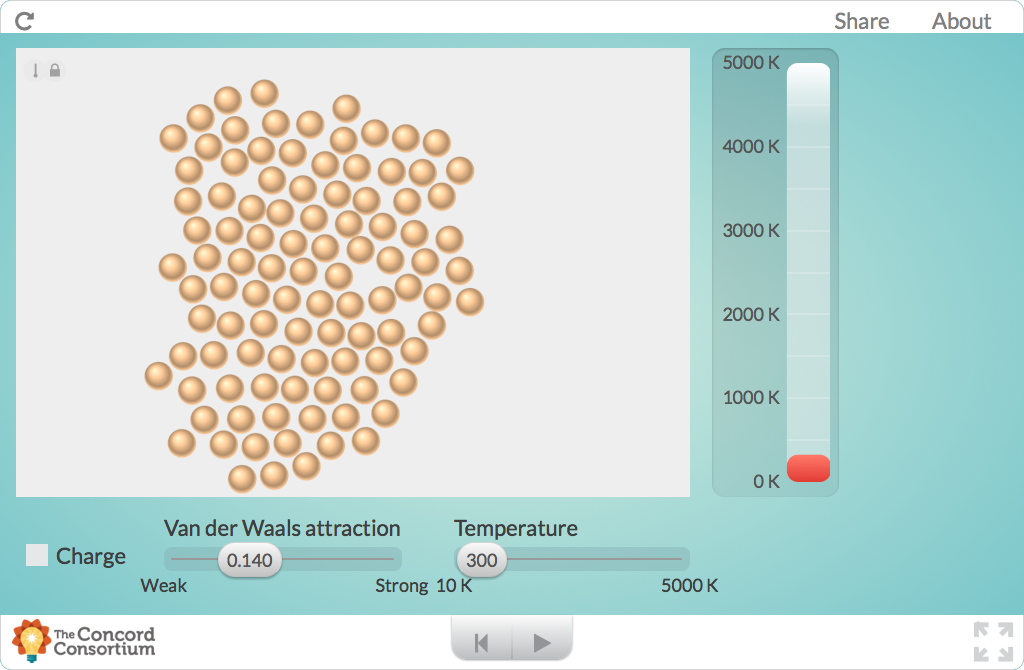 Share About
5000 K
4000 K
3000 K
2000 K
1000 K
0 K
Van der Waals attraction Temperature
Charge 0.140 300
Weak Strong 10 K 5000 K
The Concord
Consortium